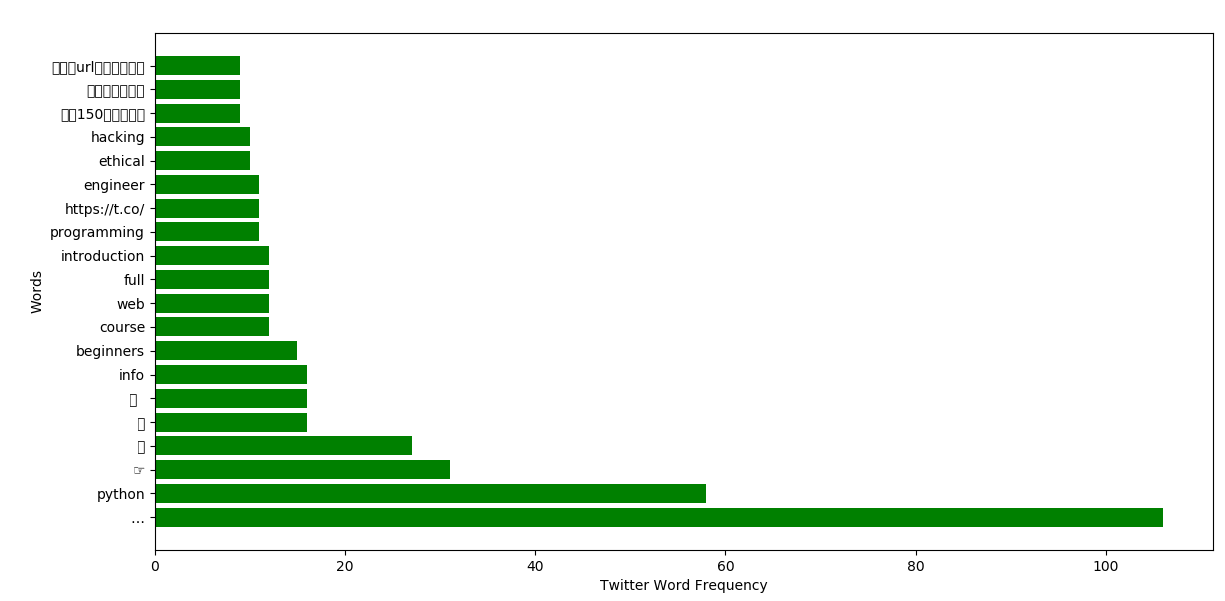 url
150
hacking
ethical
engineer
https://t.co/
programming
introduction
full
web
course
beginners
info
☞
python
...
Words
0 20 40 60 80 100
Twitter Word Frequency